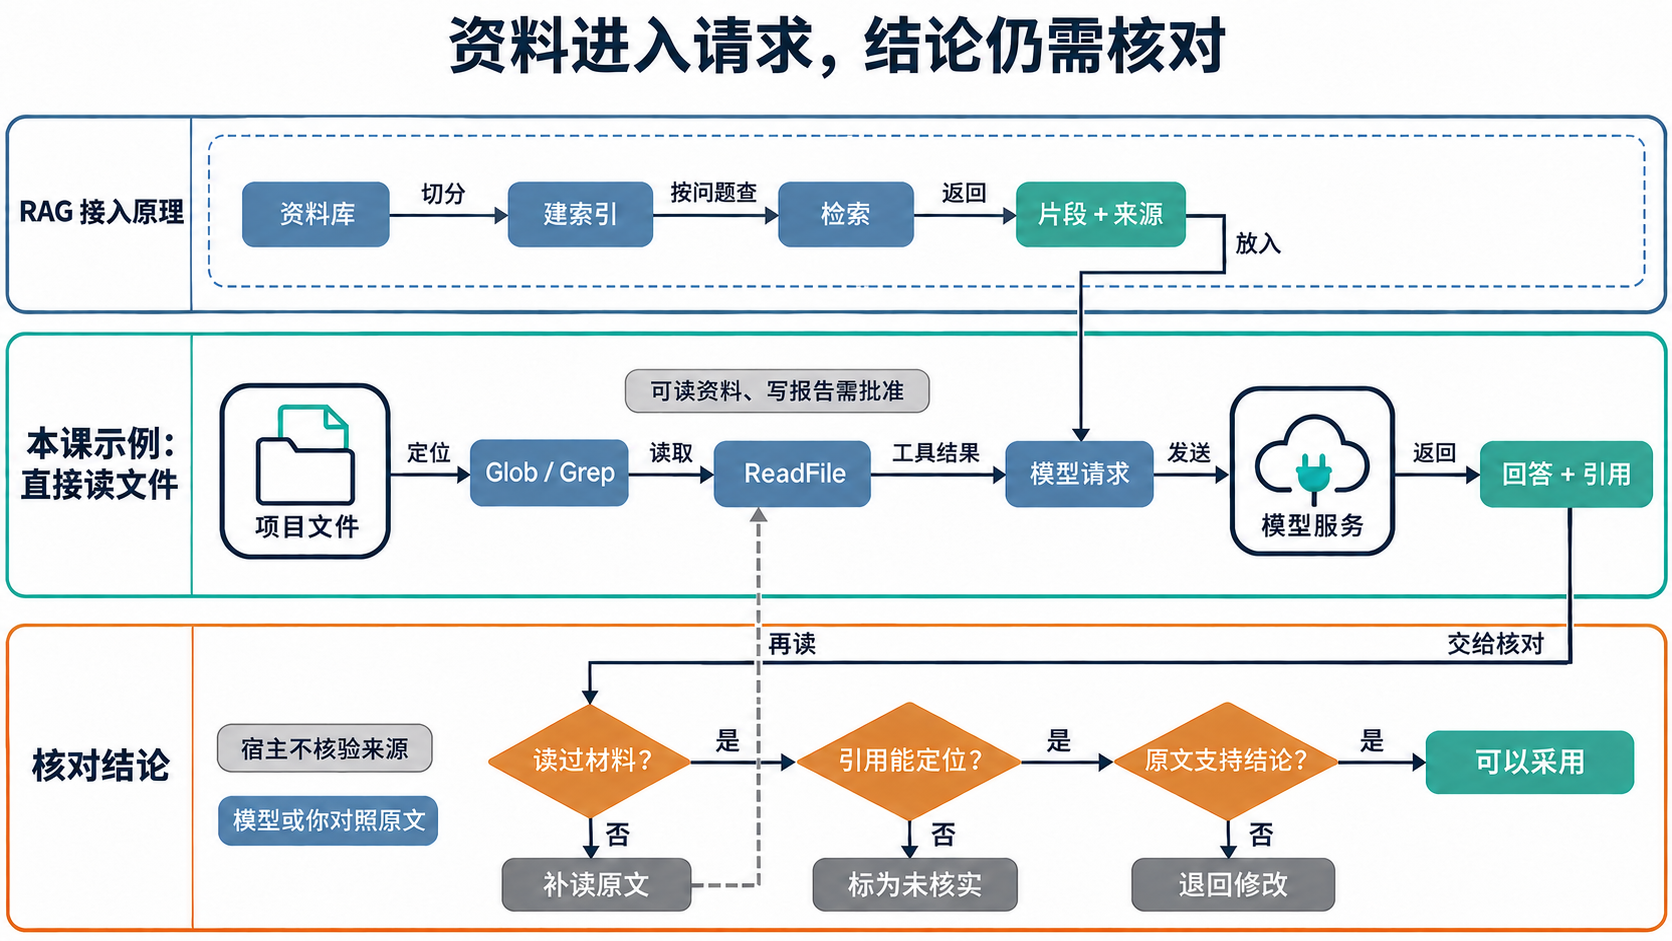 资料进入请求，结论仍需核对
RAG 接入原理
资料库
切分
建索引
按问题查
检索
返回
片段 + 来源
放入
本课示例：
直接读文件
项目文件
定位
Glob / Grep
读取
可读资料、写报告需批准
ReadFile
工具结果
模型请求
发送
模型服务
返回
回答 + 引用
再读
交给核对
核对结论
宿主不核验来源
模型或你对照原文
读过材料？
是
引用能定位？
是
原文支持结论？
是
可以采用
否
补读原文
否
标为未核实
否
退回修改